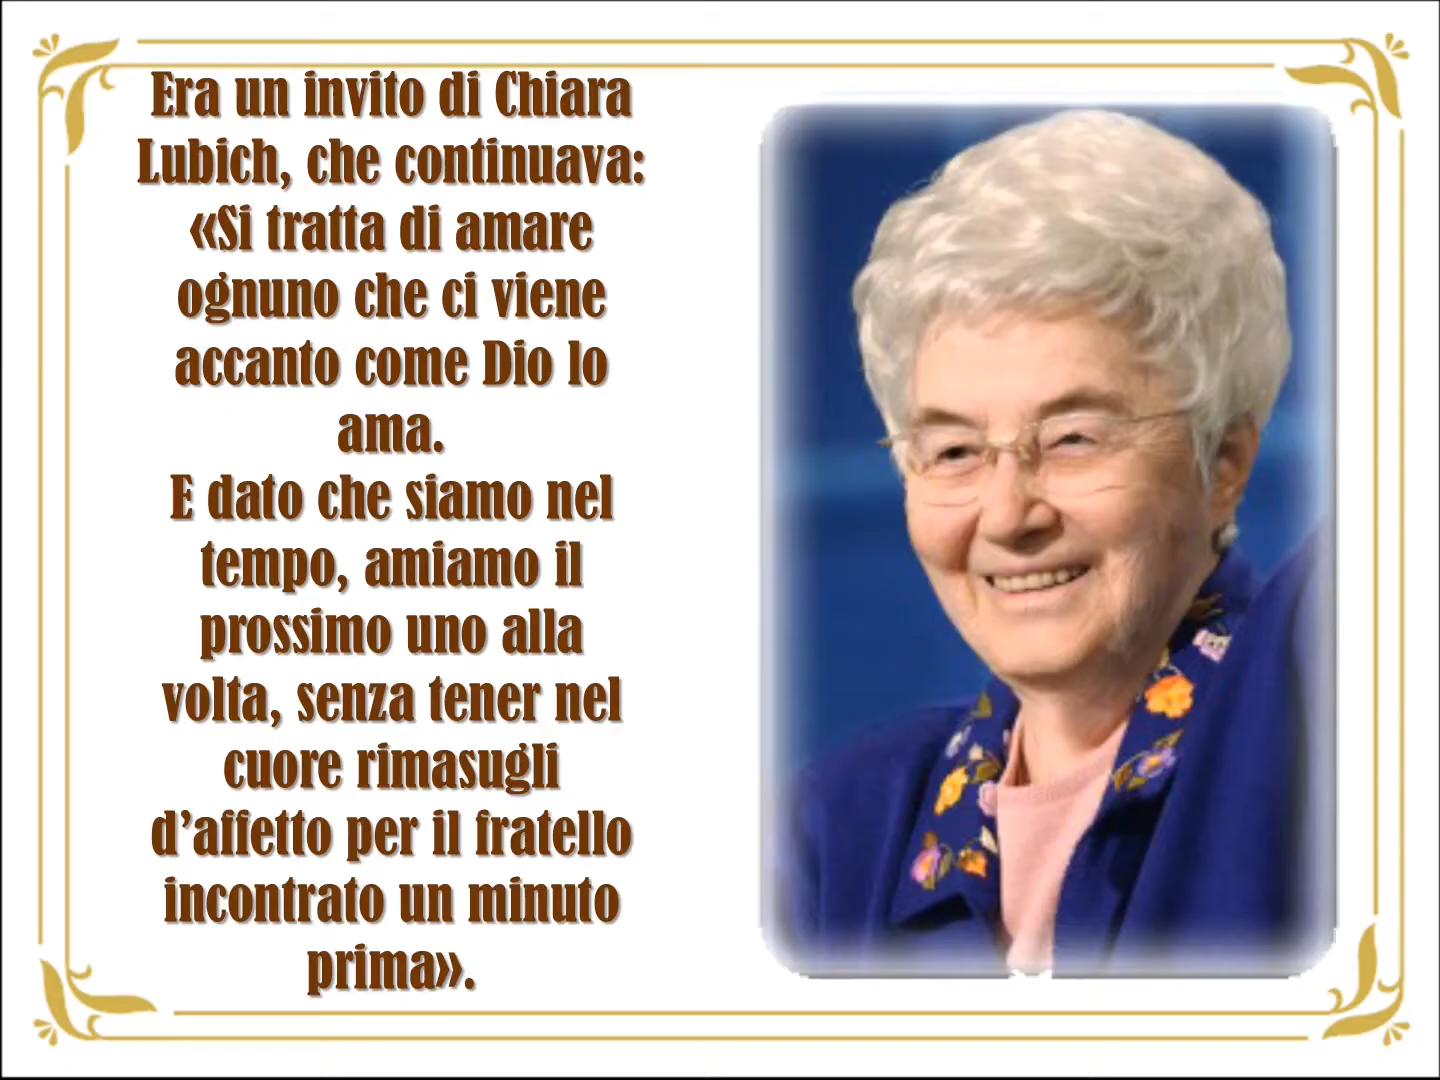 Era un invito di Chiara
Lubich, che continuava:
«Si tratta di amare
ognuno che ci viene
accanto come Dio lo
ama.
E dato che siamo nel
tempo, amiamo il
prossimo uno alla
volta, senza tener nel
cuore rimasugli
d’affetto per il fratello
incontrato un minuto
prima».